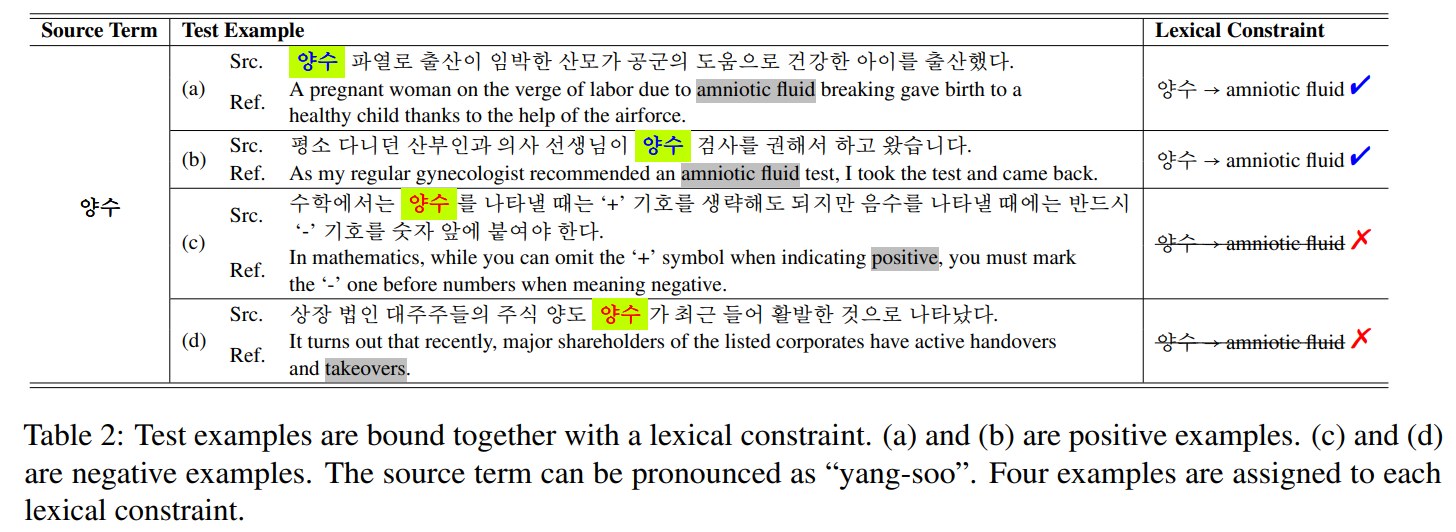 Source Term Test Example Lexical Constraint
양수
(a)
Src. 양수 파열로 출산이 임박한 산모가 공군의 도움으로 건강한 아이를 출산했다.
Ref. A pregnant woman on the verge of labor due to amniotic fluid breaking gave birth to a
healthy child thanks to the help of the airforce.
양수 → amniotic fluid ✓
(b)
Src. 평소 다니던 산부인과 의사 선생님이 양수 검사를 권해서 하고 왔습니다.
Ref. As my regular gynecologist recommended an amniotic fluid test, I took the test and came back.
양수 → amniotic fluid ✓
(c)
Src. 수학에서는 양수 를 나타낼 때는 ‘+’ 기호를 생략해도 되지만 음수를 나타낼 때에는 반드시
‘-’ 기호를 숫자 앞에 붙여야 한다.
Ref. In mathematics, while you can omit the ‘+’ symbol when indicating positive, you must mark
the ‘-’ one before numbers when meaning negative.
양수 → amniotic fluid ✗
(d)
Src. 상장 법인 대주주들의 주식 양도 양수 가 최근 들어 활발한 것으로 나타났다.
Ref. It turns out that recently, major shareholders of the listed corporates have active handovers
and takeovers.
양수 → amniotic fluid ✗
Table 2: Test examples are bound together with a lexical constraint. (a) and (b) are positive examples. (c) and (d)
are negative examples. The source term can be pronounced as “yang-soo”. Four examples are assigned to each
lexical constraint.